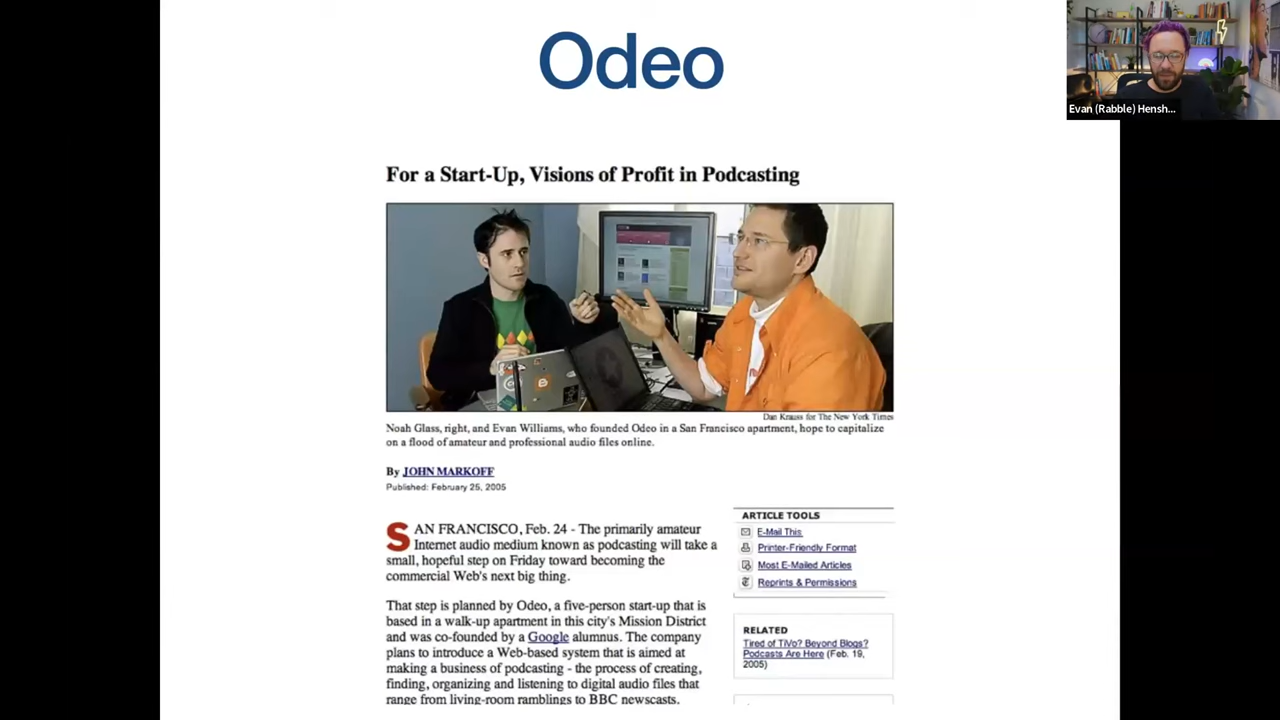 Odeo
Evan (Rabble) Hensh...
For a Start-Up, Visions of Profit in Podcasting
Dan Krauss for The New York Times
Noah Glass, right, and Evan Williams, who founded Odeo in a San Francisco apartment, hope to capitalize
on a flood of amateur and professional audio files online.
By JOHN MARKOFF
Published: February 25, 2005
SAN FRANCISCO, Feb. 24 - The primarily amateur
Internet audio medium known as podcasting will take a
small, hopeful step on Friday toward becoming the
commercial Web's next big thing.
That step is planned by Odeo, a five-person start-up that is
based in a walk-up apartment in this city's Mission District
and was co-founded by a Google alumnus. The company
plans to introduce a Web-based system that is aimed at
making a business of podcasting - the process of creating,
finding, organizing and listening to digital audio files that
range from living-room ramblings to BBC newscasts.
ARTICLE TOOLS
E-Mail This
Printer-Friendly Format
Most E-Mailed Articles
Reprints & Permissions
RELATED
Tired of TiVo? Beyond Blogs?
Podcasts Are Here (Feb. 19,
2005)